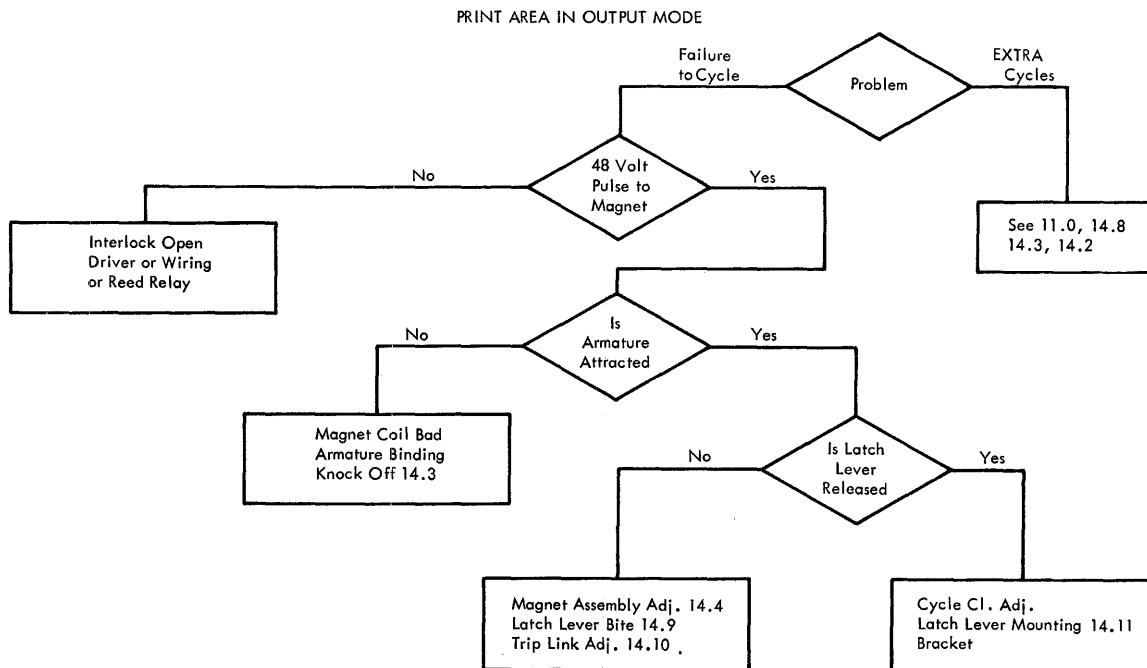 PRINT AREA IN OUTPUT MODE
Failure
to Cycle
Problem
EXTRA
Cycles
48 Volt
Pulse to
Magnet
No
Yes
Interlock Open
Driver or Wiring
or Reed Relay
See 11.0, 14.8
14.3, 14.2
Is
Armature
Attracted
No
Yes
Magnet Coil Bad
Armature Binding
Knock Off 14.3
Is Latch
Lever
Released
No
Yes
Magnet Assembly Adj. 14.4
Latch Lever Bite 14.9
Trip Link Adj. 14.10 .
Cycle Cl. Adj.
Latch Lever Mounting 14.11
Bracket